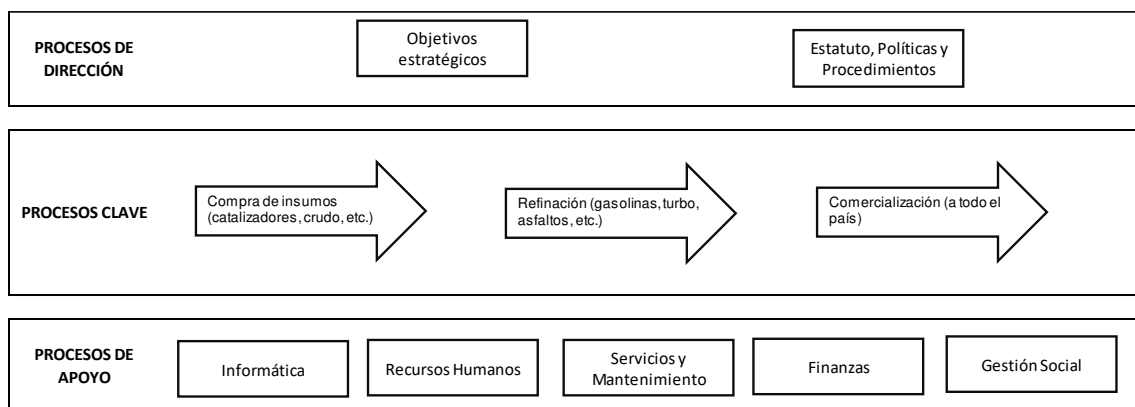 PROCESOS DE
DIRECCIÓN
Objetivos
estratégicos
Estatuto, Políticas y
Procedimientos
PROCESOS CLAVE
Compra de insumos
(catalizadores, crudo, etc.)
Refinación (gasolinas, turbo,
asfaltos, etc.)
Comercialización (a todo el
país)
PROCESOS DE
APOYO
Informática
Recursos Humanos
Servicios y
Mantenimiento
Finanzas
Gestión Social